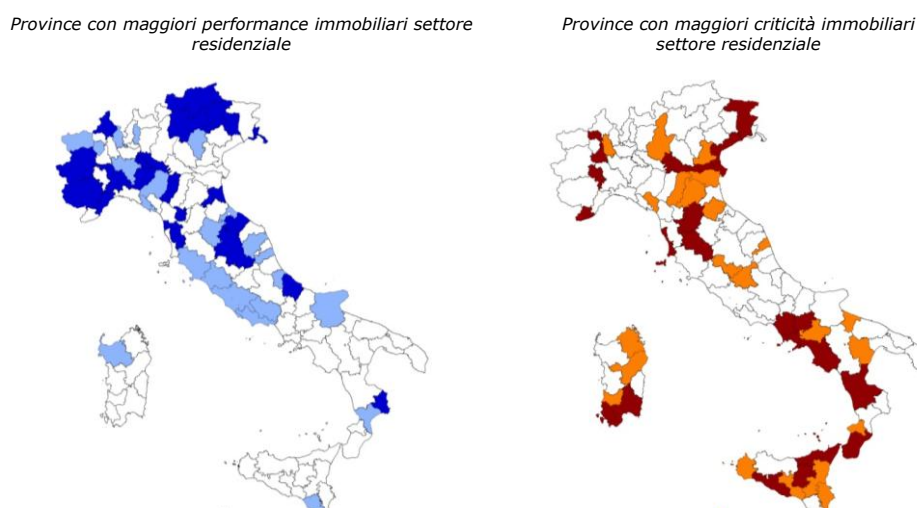 Province con maggiori performance immobiliari settore
residenziale
Province con maggiori criticità immobiliari
settore residenziale